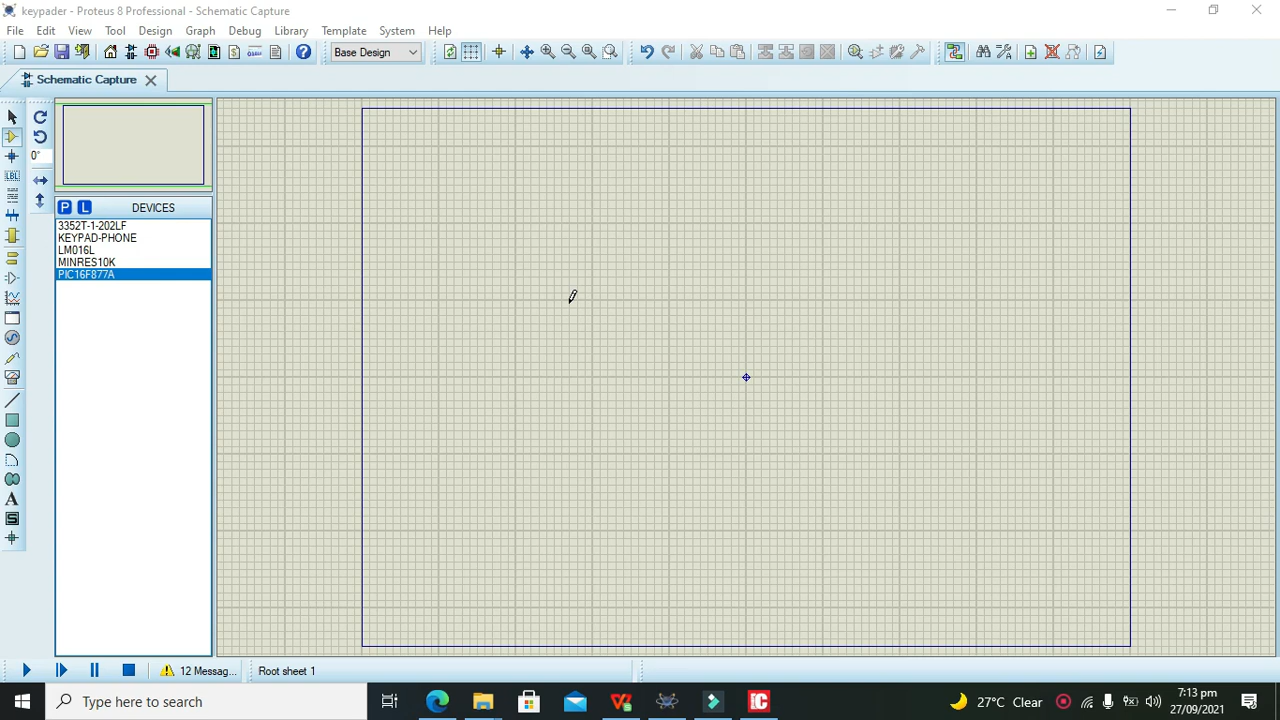 keypader - Proteus 8 Professional - Schematic Capture
File Edit View Tool Design Graph Debug Library Template System Help
Base Design
Schematic Capture
LBL
0°
P L DEVICES
3352T-1-202LF
KEYPAD-PHONE
LM016L
MINRES10K
PIC16F877A
A
S
12 Messag... Root sheet 1
Type here to search
27°C Clear
7:13 pm
27/09/2021